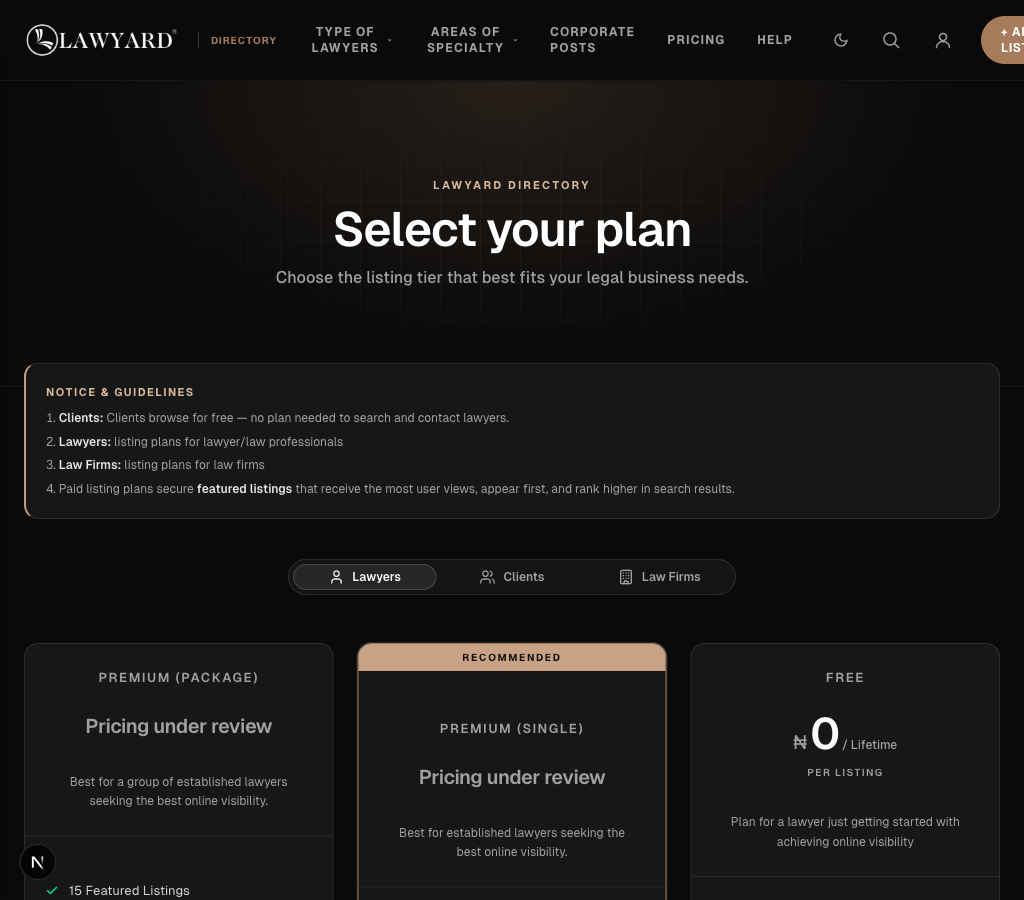 LAWYARD®
DIRECTORY
TYPE OF
LAWYERS
AREAS OF
SPECIALTY
CORPORATE
POSTS
PRICING
HELP
LAWYARD DIRECTORY
Select your plan
Choose the listing tier that best fits your legal business needs.
NOTICE & GUIDELINES
1. Clients: Clients browse for free — no plan needed to search and contact lawyers.
2. Lawyers: listing plans for lawyer/law professionals
3. Law Firms: listing plans for law firms
4. Paid listing plans secure featured listings that receive the most user views, appear first, and rank higher in search results.
Lawyers
Clients
Law Firms
PREMIUM (PACKAGE)
Pricing under review
Best for a group of established lawyers
seeking the best online visibility.
15 Featured Listings
RECOMMENDED
PREMIUM (SINGLE)
Pricing under review
Best for established lawyers seeking the
best online visibility.
FREE
₦0 / Lifetime
PER LISTING
Plan for a lawyer just getting started with
achieving online visibility
N